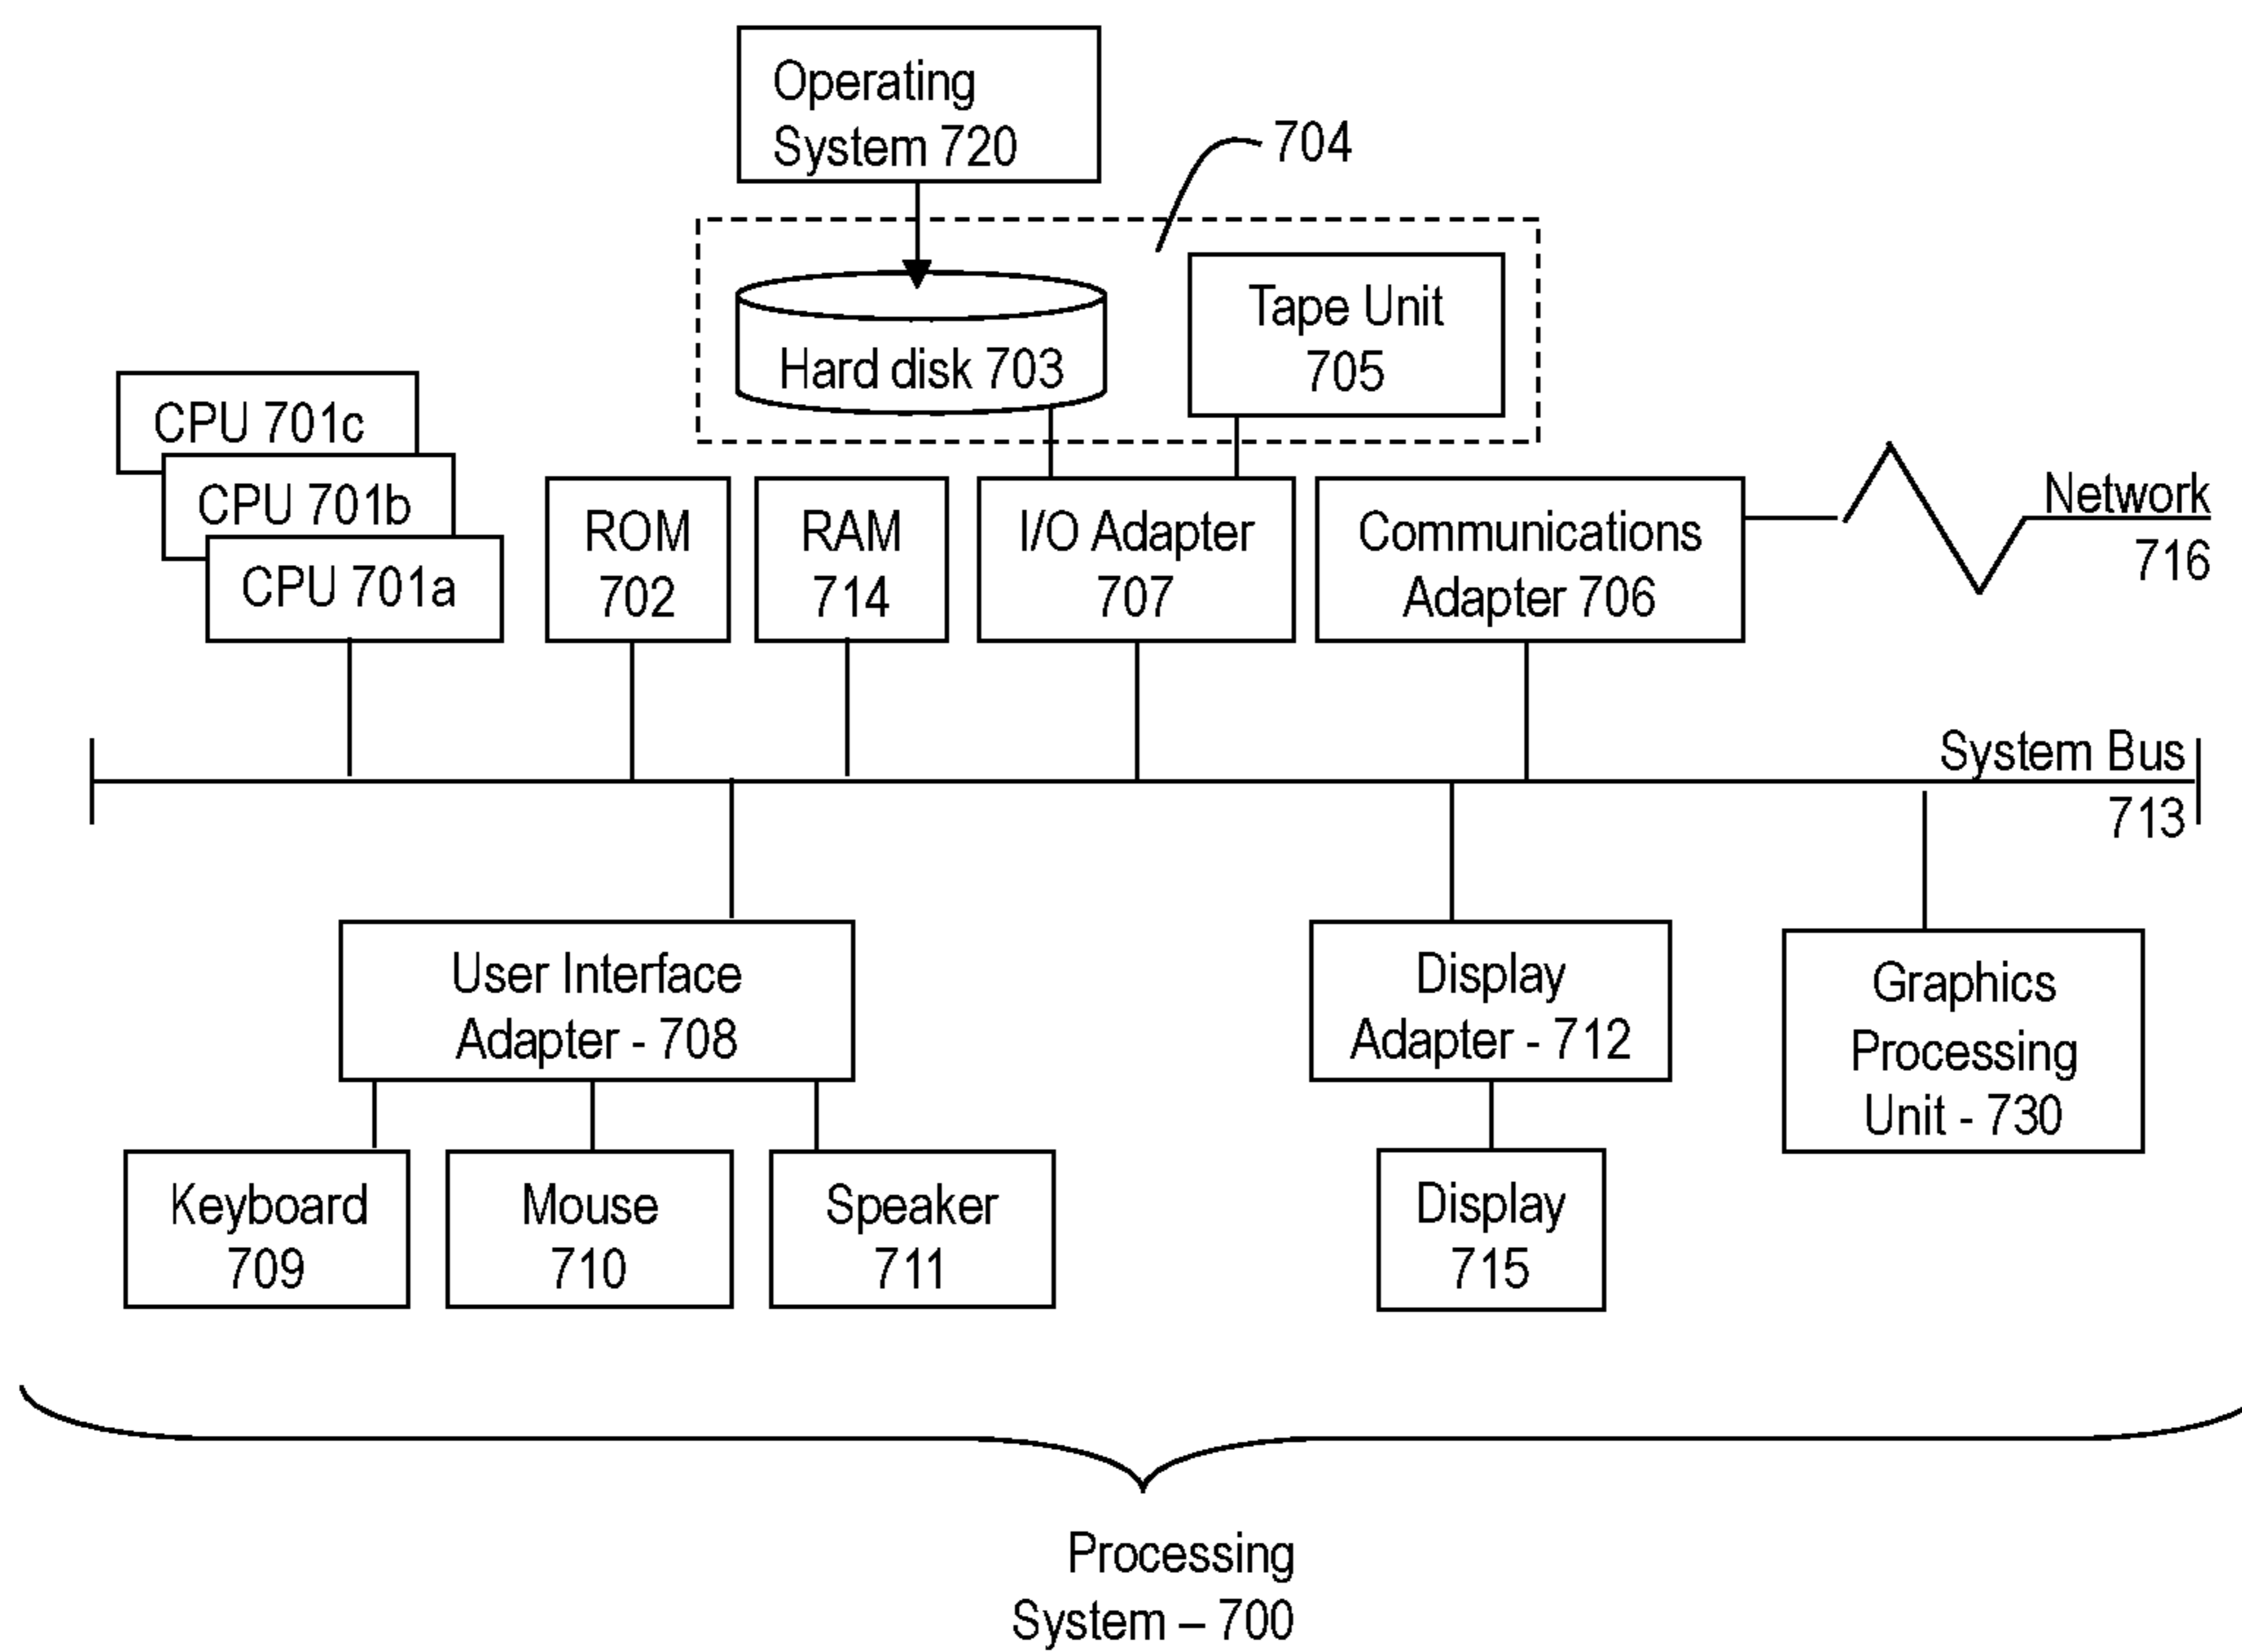 Operating
System 720
704
Hard disk 703
Tape Unit
705
CPU 701c
CPU 701b
CPU 701a
ROM
702
RAM
714
I/O Adapter
707
Communications
Adapter 706
Network
716
System Bus
713
User Interface
Adapter - 708
Display
Adapter - 712
Graphics
Processing
Unit - 730
Keyboard
709
Mouse
710
Speaker
711
Display
715
Processing
System – 700